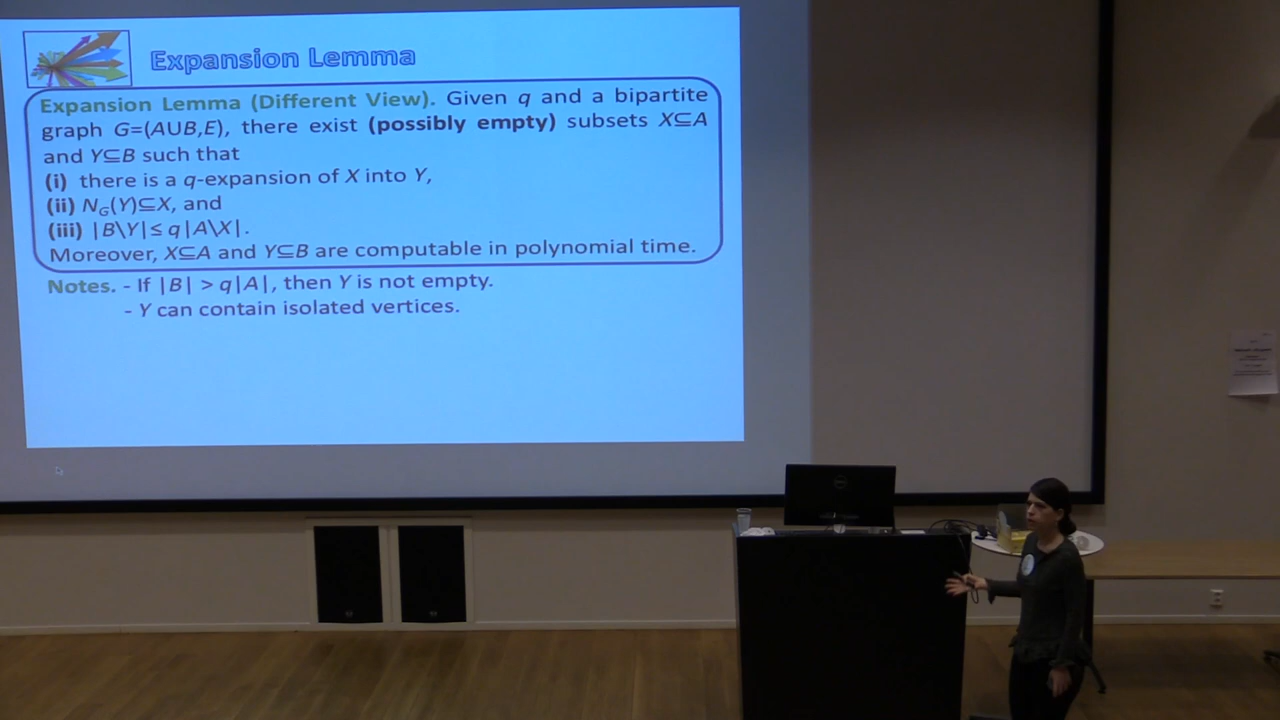 Expansion Lemma
Expansion Lemma (Different View). Given q and a bipartite
graph G=(A∪B,E), there exist (possibly empty) subsets X⊆A
and Y⊆B such that
(i) there is a q-expansion of X into Y,
(ii) N_G(Y)⊆X, and
(iii) |B\Y|≤ q|A\X|.
Moreover, X⊆A and Y⊆B are computable in polynomial time.
Notes. - If |B| > q|A|, then Y is not empty.
- Y can contain isolated vertices.